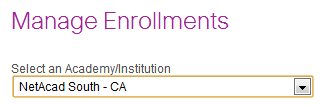 Manage Enrollments
Select an Academy/Institution
NetAcad South - CA